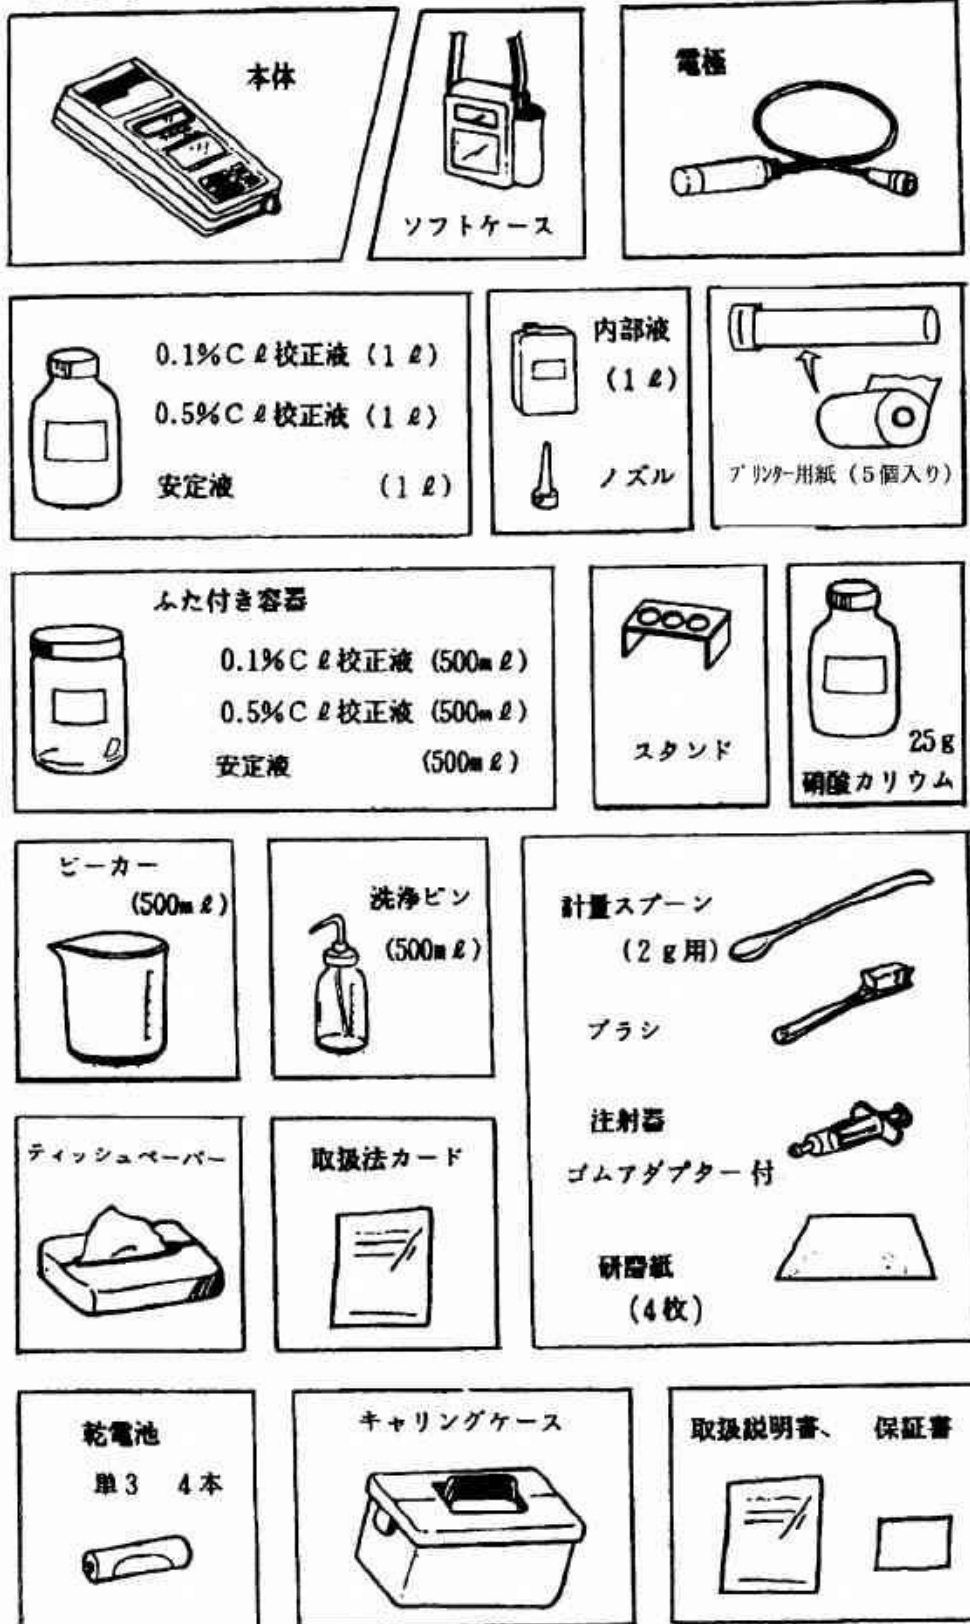 本体
ソフトケース
電極
0.1%Cℓ校正液 (1ℓ)
0.5%Cℓ校正液 (1ℓ)
安定液 (1ℓ)
内部液
(1ℓ)
ノズル
プリンター用紙 (5個入り)
ふた付き容器
0.1%Cℓ校正液 (500mℓ)
0.5%Cℓ校正液 (500mℓ)
安定液 (500mℓ)
スタンド
25g
硝酸カリウム
ビーカー
(500mℓ)
洗浄ビン
(500mℓ)
計量スプーン
(2g用)
ブラシ
注射器
ゴムアダプター付
研磨紙
(4枚)
ティッシュペーパー
取扱法カード
乾電池
単3 4本
キャリングケース
取扱説明書、 保証書